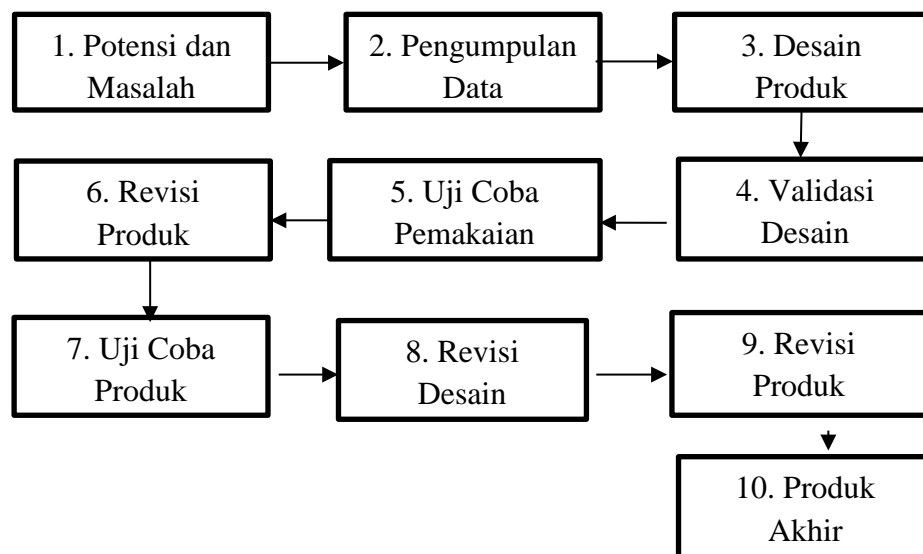 1. Potensi dan
Masalah
2. Pengumpulan
Data
3. Desain
Produk
4. Validasi
Desain
5. Uji Coba
Pemakaian
6. Revisi
Produk
7. Uji Coba
Produk
8. Revisi
Desain
9. Revisi
Produk
10. Produk
Akhir